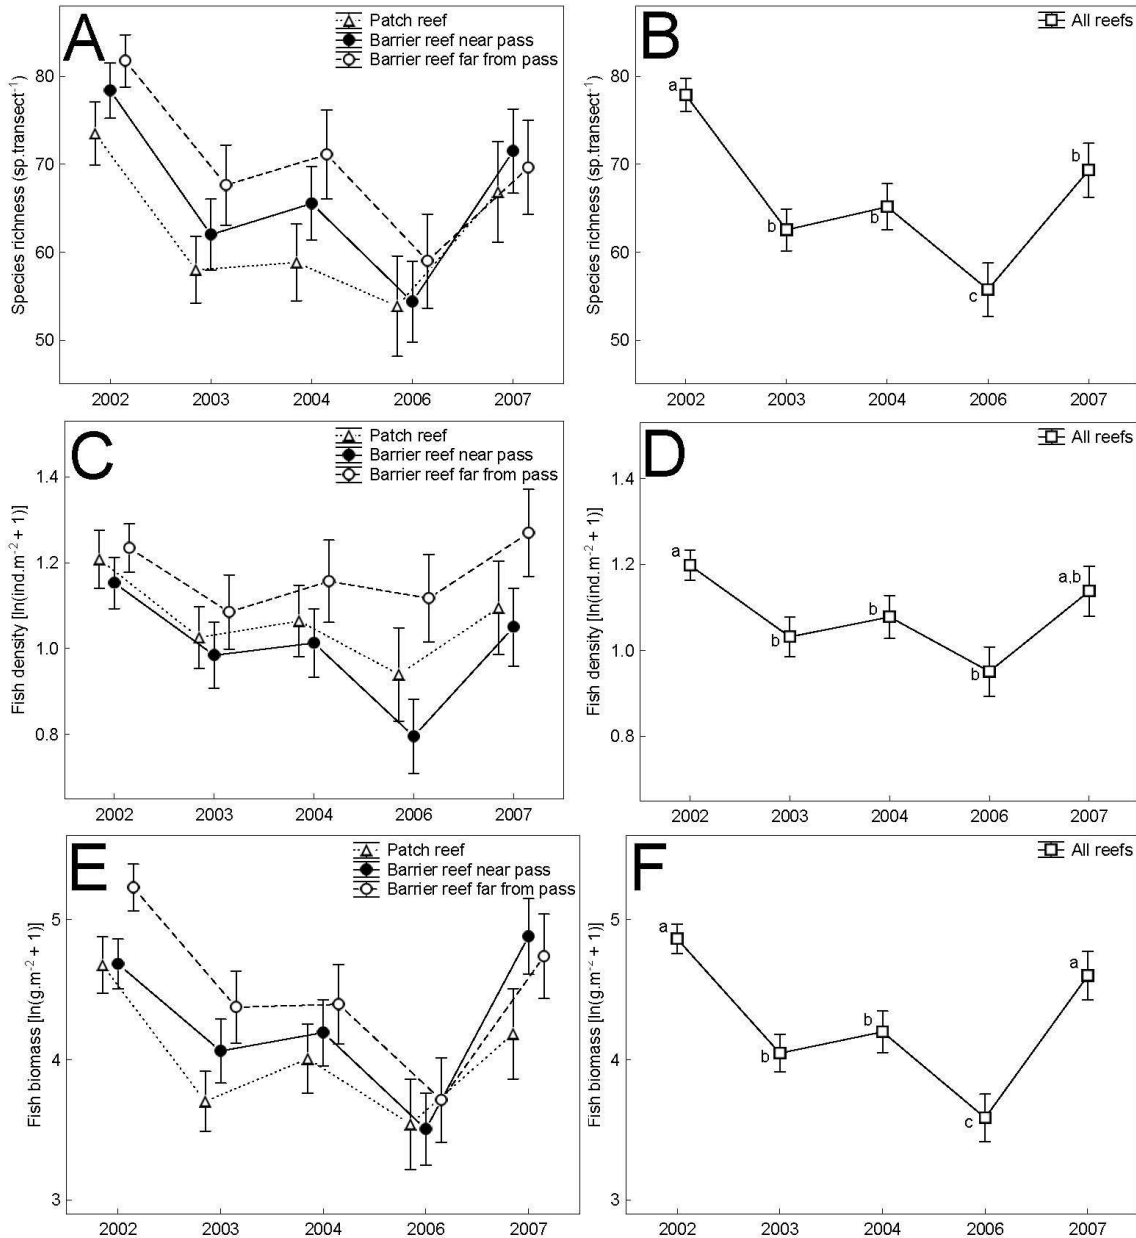 A
Patch reef
Barrier reef near pass
Barrier reef far from pass
Species richness (sp.transect⁻¹)
80
70
60
50
2002 2003 2004 2006 2007
B
All reefs
Species richness (sp.transect⁻¹)
80
70
60
50
a
b
b
c
b
2002 2003 2004 2006 2007
C
Patch reef
Barrier reef near pass
Barrier reef far from pass
Fish density [ln(ind.m⁻² + 1)]
1.4
1.2
1.0
0.8
2002 2003 2004 2006 2007
D
All reefs
Fish density [ln(ind.m⁻² + 1)]
1.4
1.2
1.0
0.8
a
b
b
b
a,b
2002 2003 2004 2006 2007
E
Patch reef
Barrier reef near pass
Barrier reef far from pass
Fish biomass [ln(g.m⁻² + 1)]
5
4
3
2002 2003 2004 2006 2007
F
All reefs
Fish biomass [ln(g.m⁻² + 1)]
5
4
3
a
b
b
c
a
2002 2003 2004 2006 2007